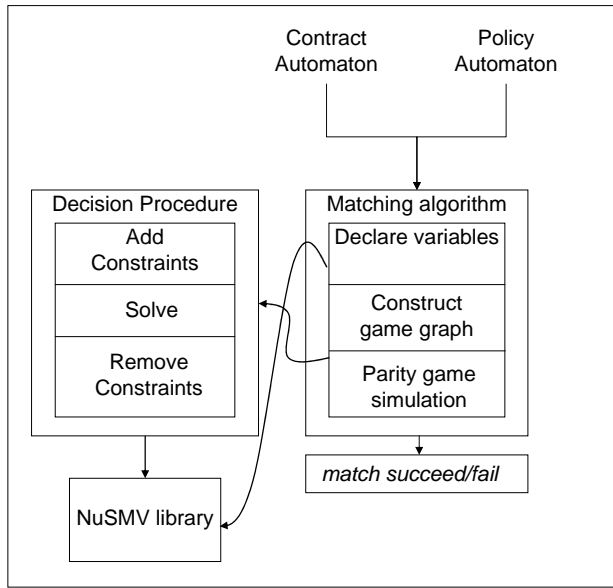 Contract
Automaton
Policy
Automaton
Decision Procedure
Add
Constraints
Solve
Remove
Constraints
NuSMV library
Matching algorithm
Declare variables
Construct
game graph
Parity game
simulation
match succeed/fail